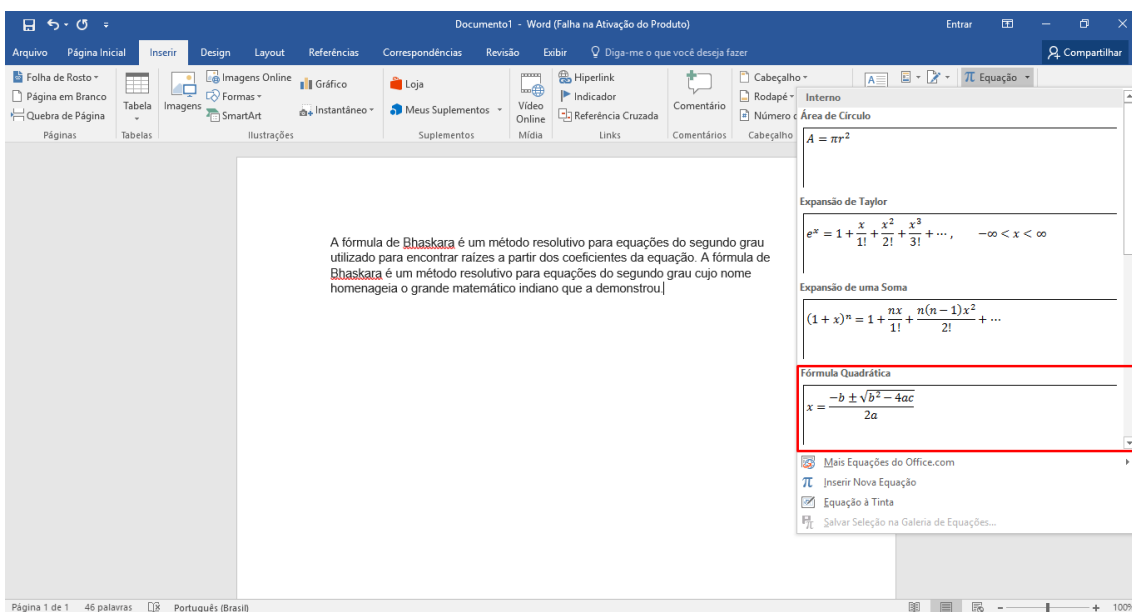 Documento1 - Word (Falha na Ativação do Produto)
Entrar
Arquivo Página Inicial Inserir Design Layout Referências Correspondências Revisão Exibir Diga-me o que você deseja fazer Compartilhar
Folha de Rosto
Página em Branco
Quebra de Página
Páginas
Tabela
Tabelas
Imagens
Imagens Online
Formas
SmartArt
Gráfico
Instantâneo
Ilustrações
Loja
Meus Suplementos
Suplementos
Vídeo
Online
Mídia
Hiperlink
Indicador
Referência Cruzada
Links
Comentário
Comentários
Cabeçalho
Rodapé
Número
Cabeçalho
A
π Equação
A fórmula de Bhaskara é um método resolutivo para equações do segundo grau
utilizado para encontrar raízes a partir dos coeficientes da equação. A fórmula de
Bhaskara é um método resolutivo para equações do segundo grau cujo nome
homenageia o grande matemático indiano que a demonstrou.
Interno
Área de Círculo
A = πr²
Expansão de Taylor
eˣ = 1 + x/1! + x²/2! + x³/3! + ⋯, −∞ < x < ∞
Expansão de uma Soma
(1 + x)ⁿ = 1 + nx/1! + n(n − 1)x²/2! + ⋯
Fórmula Quadrática
x = (−b ± √(b² − 4ac))/2a
Mais Equações do Office.com
π Inserir Nova Equação
Equação à Tinta
Salvar Seleção na Galeria de Equações...
Página 1 de 1 46 palavras Português (Brasil) 100%